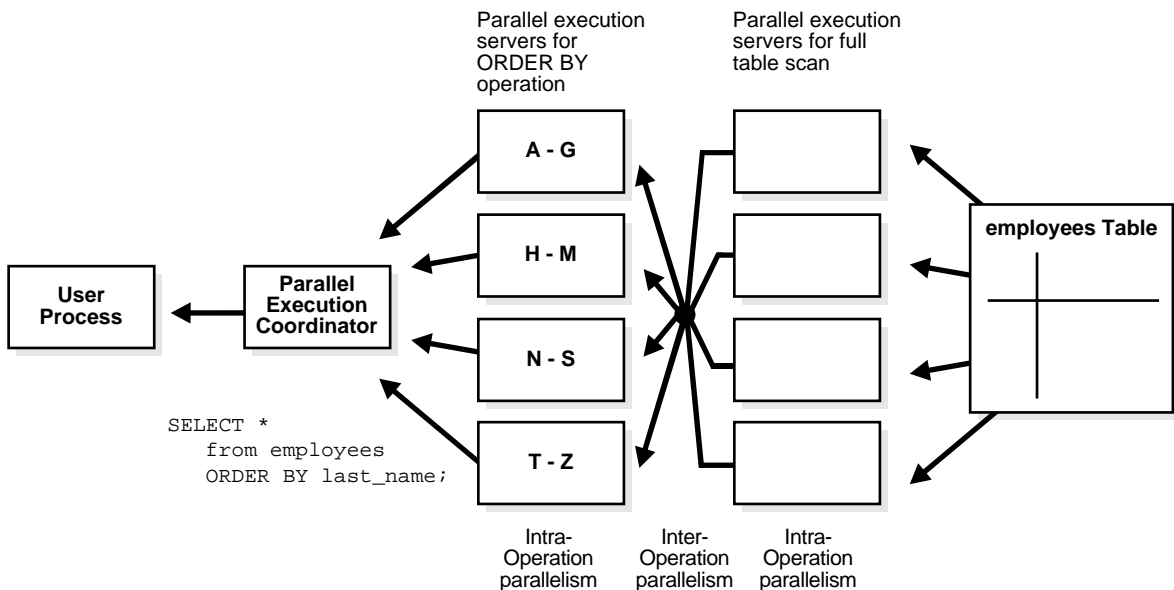 Parallel execution
servers for
ORDER BY
operation
Parallel execution
servers for full
table scan
A - G
H - M
N - S
T - Z
employees Table
User
Process
Parallel
Execution
Coordinator
SELECT *
from employees
ORDER BY last_name;
Intra-
Operation
parallelism
Inter-
Operation
parallelism
Intra-
Operation
parallelism